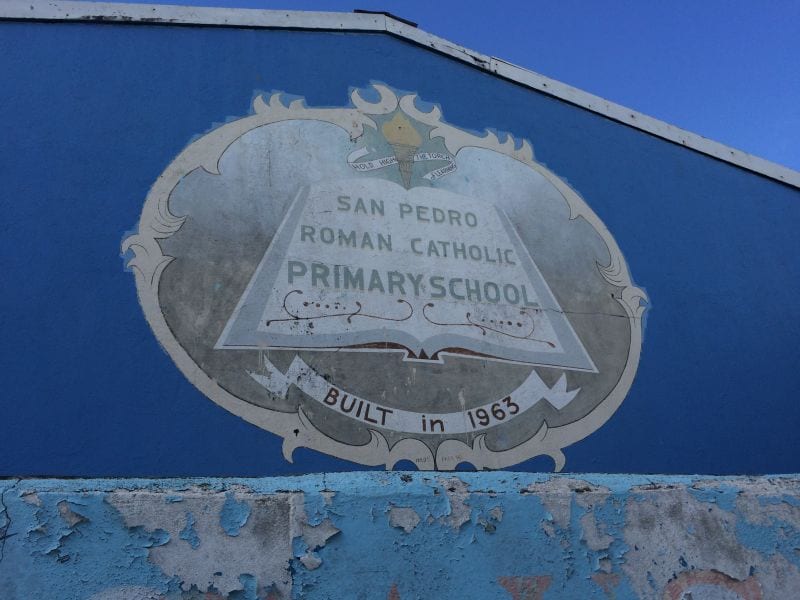 HOLD HIGH THE TORCH
of LEARNING
SAN PEDRO
ROMAN CATHOLIC
PRIMARY SCHOOL
BUILT in 1963